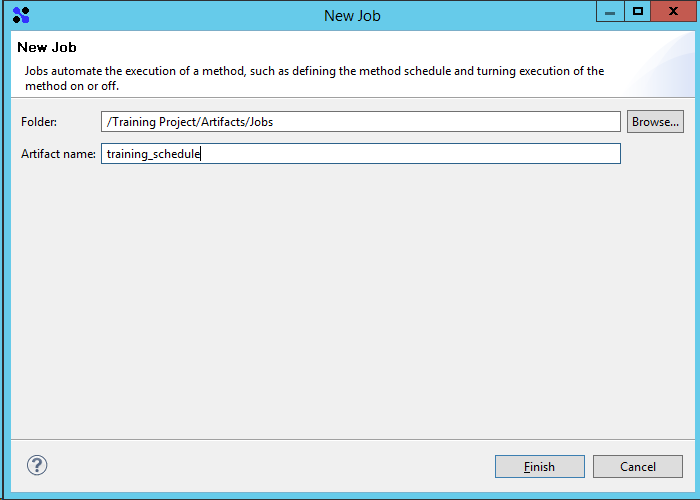 New Job
New Job
Jobs automate the execution of a method, such as defining the method schedule and turning execution of the
method on or off.
Folder: /Training Project/Artifacts/Jobs Browse...
Artifact name: training_schedule
? Finish Cancel